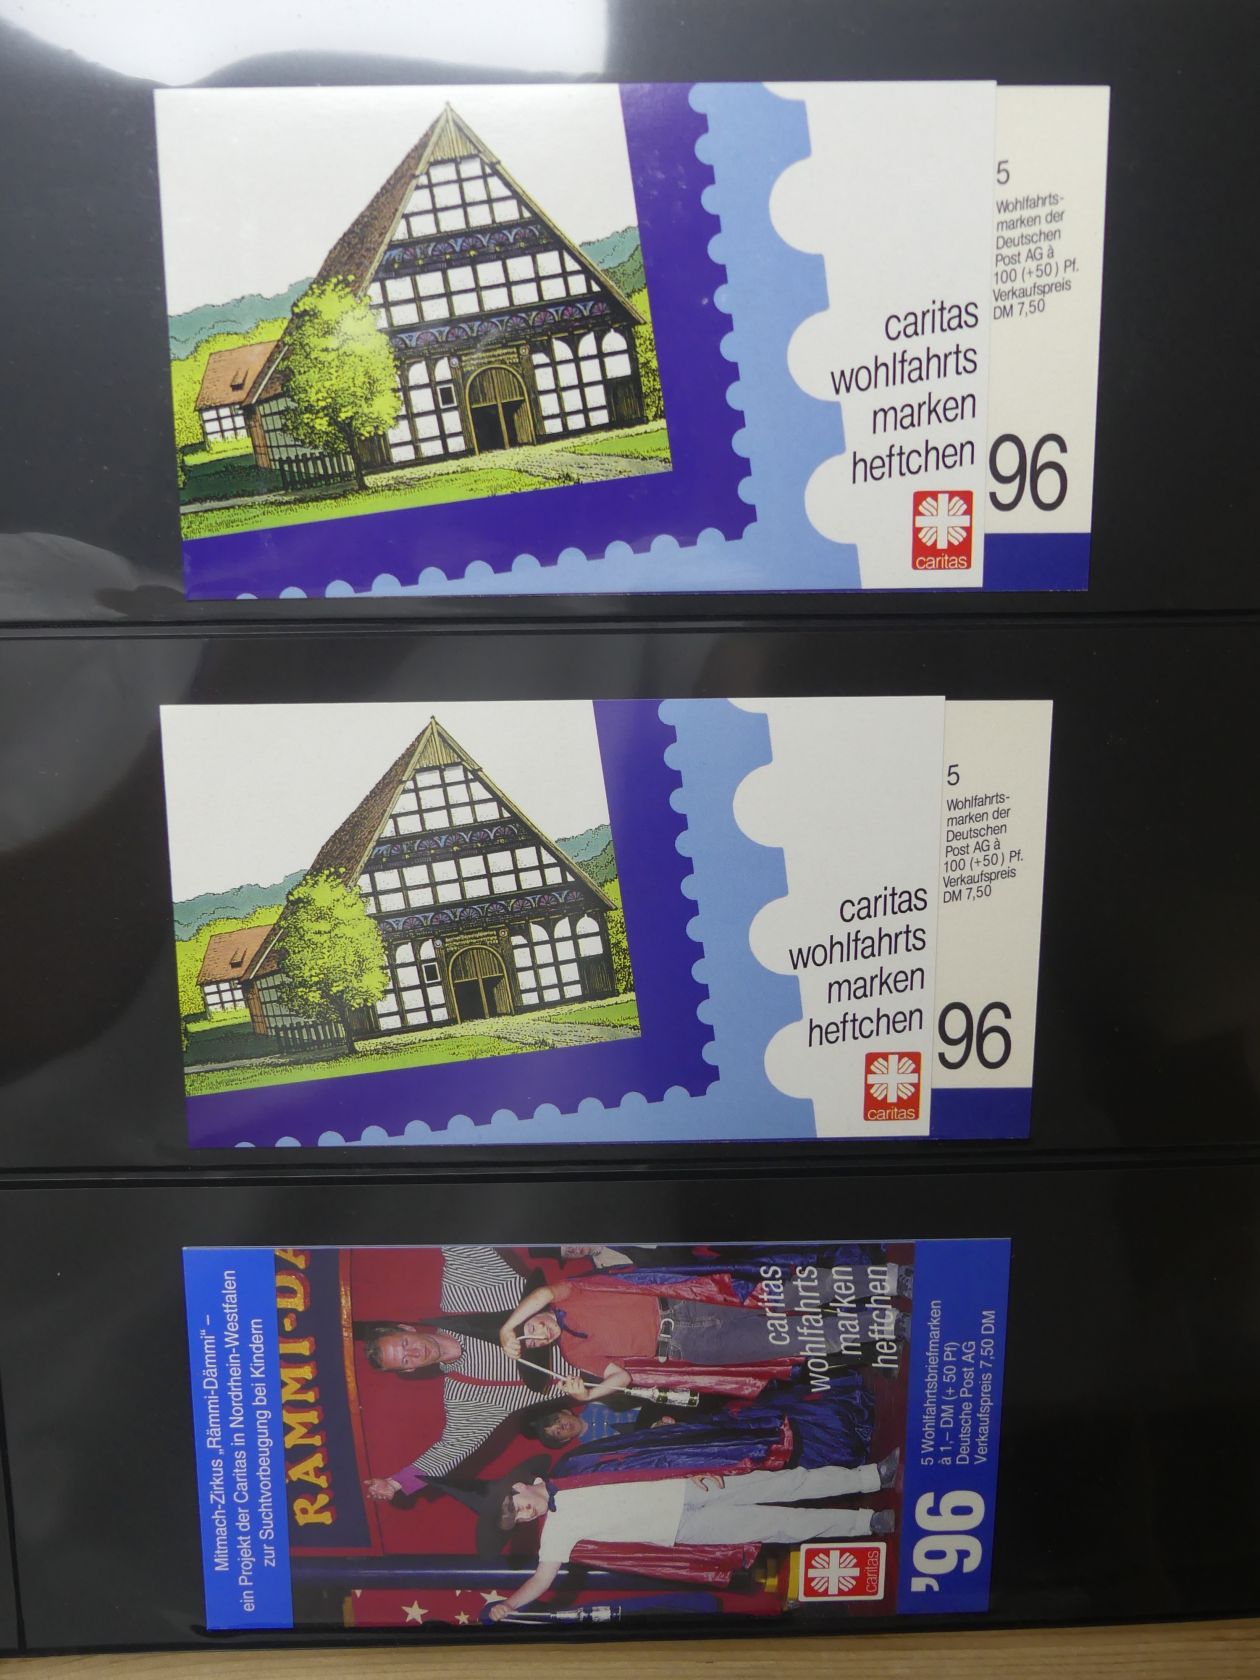 5
Wohlfahrts-
marken der
Deutschen
Post AG à
100 (+50) Pf.
Verkaufspreis
DM 7,50
caritas
wohlfahrts
marken
heftchen
96
caritas
5
Wohlfahrts-
marken der
Deutschen
Post AG à
100 (+50) Pf.
Verkaufspreis
DM 7,50
caritas
wohlfahrts
marken
heftchen
96
caritas
Mitmach-Zirkus „Rämmi-Dämmi“ –
ein Projekt der Caritas in Nordrhein-Westfalen
zur Suchtvorbeugung bei Kindern
RÄMMI-DÄ
caritas
wohlfahrts
marken
heftchen
caritas
'96
5 Wohlfahrtsbriefmarken
à 1,– DM (+ 50 Pf)
Deutsche Post AG
Verkaufspreis 7,50 DM